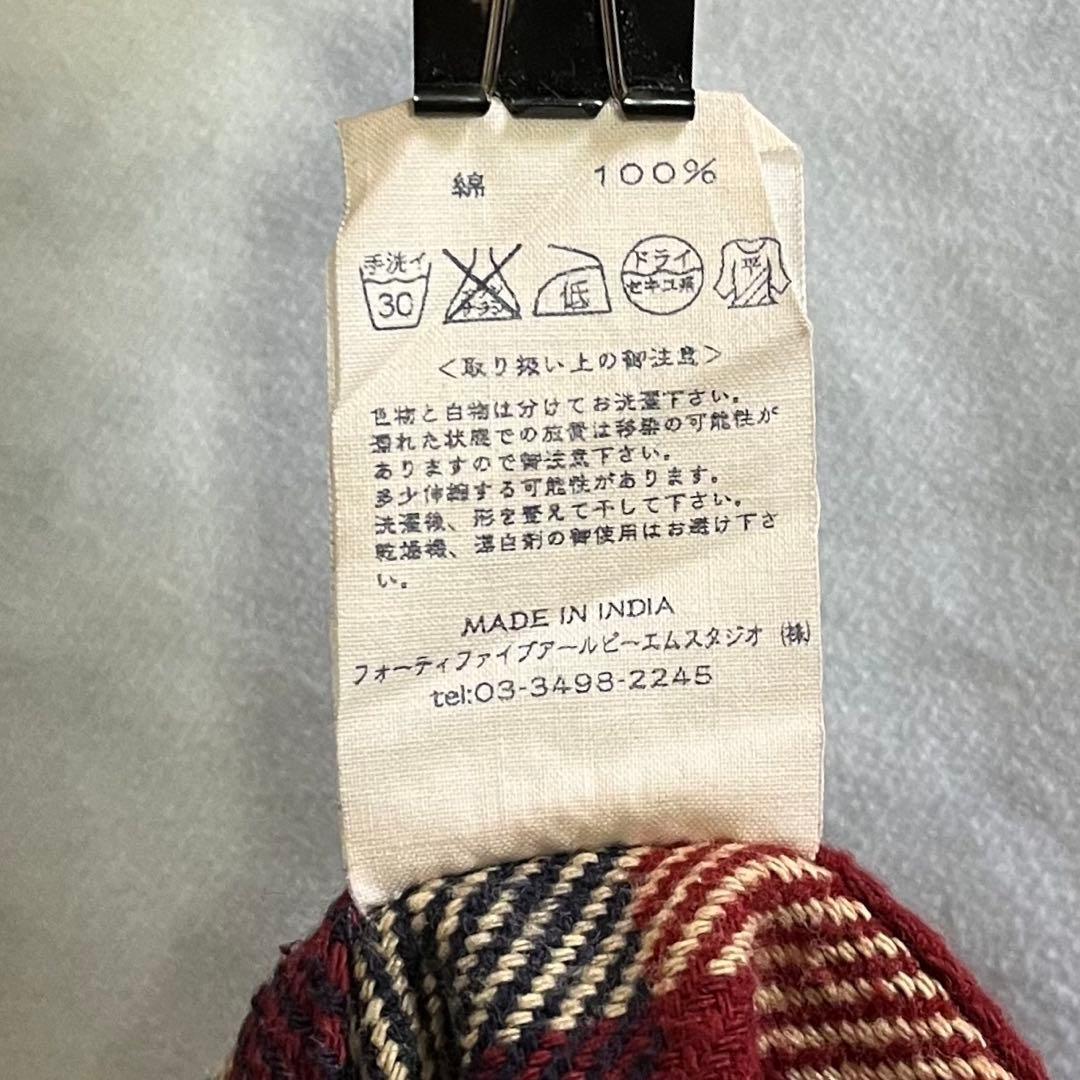 綿 100%
手洗イ 30 低 ドライ セキユ系 平
<取り扱い上の御注意>
色物と白物は分けてお洗濯下さい。
濡れた状態での放置は移染の可能性が
ありますので御注意下さい。
多少伸縮する可能性があります。
洗濯後、形を整えて干して下さい。
乾燥機、漂白剤の御使用はお避け下さ
い。
MADE IN INDIA
フォーティファイブアールピーエムスタジオ (株)
tel:03-3498-2245